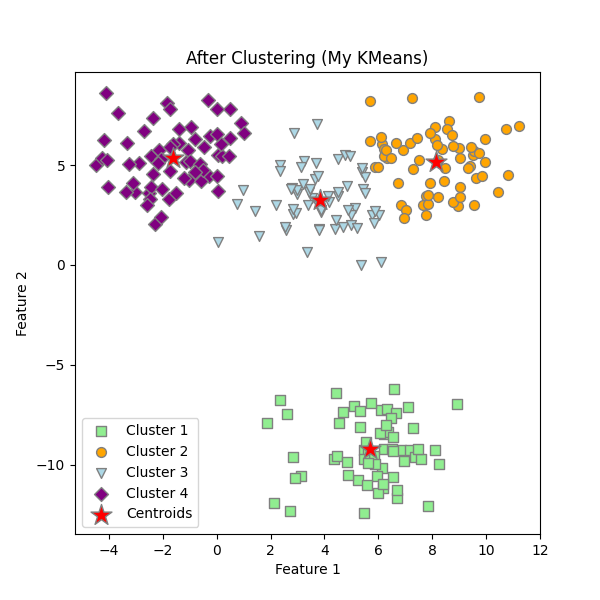 After Clustering (My KMeans)
Feature 2
5
0
−5
−10
Cluster 1
Cluster 2
Cluster 3
Cluster 4
Centroids
−4 −2 0 2 4 6 8 10 12
Feature 1